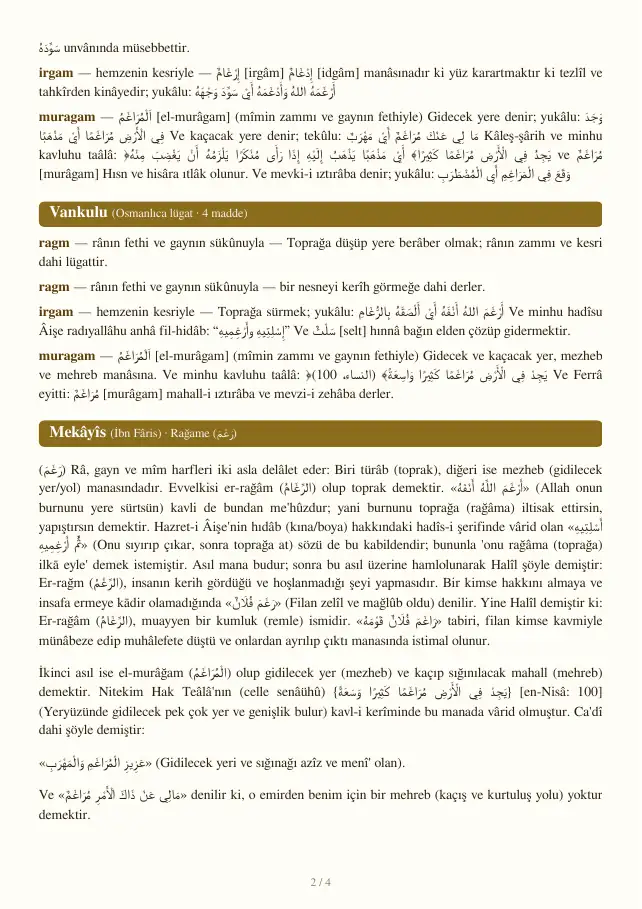 سَوَّدَهُ unvânında müsebbettir.
irgam — hemzenin kesriyle — إِرْغَامٌ [irgâm] إِدْغَامٌ [idgâm] manâsınadır ki yüz karartmaktır ki tezlîl ve
tahkîrden kinâyedir; yukâlu: أَرْغَمَهُ اللهُ وَأَدْغَمَهُ أَيْ سَوَّدَ وَجْهَهُ
muragam — اَلْمُرَاغَمُ [el-murâgam] (mîmin zammı ve gaynın fethiyle) Gidecek yere denir; yukâlu: وَجَدَ
فِي الْأَرْضِ مُرَاغَمًا أَيْ مَذْهَبًا Ve kaçacak yere denir; tekûlu: مَا لِي عَنْكَ مُرَاغَمٌ أَيْ مَهْرَبٌ Kâleş-şârih ve minhu
kavluhu taâlâ: ﴿يَجِدْ فِي الْأَرْضِ مُرَاغَمًا كَثِيرًا﴾ أَيْ مَذْهَبًا يَذْهَبُ إِلَيْهِ إِذَا رَأَى مُنْكَرًا يَلْزَمُهُ أَنْ يَغْضِبَ مِنْهُ ve مُرَاغَمٌ
[murâgam] Hısn ve hisâra ıtlâk olunur. Ve mevki-i ıztırâba denir; yukâlu: وَقَعَ فِي الْمَرَاغِمِ أَيِ الْمُضْطَرَبِ
Vankulu (Osmanlıca lügat · 4 madde)
ragm — rânın fethi ve gaynın sükûnuyla — Toprağa düşüp yere berâber olmak; rânın zammı ve kesri
dahi lügattir.
ragm — rânın fethi ve gaynın sükûnuyla — bir nesneyi kerîh görmeğe dahi derler.
irgam — hemzenin kesriyle — Toprağa sürmek; yukâlu: أَرْغَمَ اللهُ أَنْفَهُ أَيْ أَلْصَقَهُ بِالرَّغَامِ Ve minhu hadîsu
Âişe radıyallâhu anhâ fil-hidâb: “إِسْلِتِيهِ وَأَرْغِمِيهِ” Ve سَلْتٌ [selt] hınnâ bağın elden çözüp gidermektir.
muragam — اَلْمُرَاغَمُ [el-murâgam] (mîmin zammı ve gaynın fethiyle) Gidecek ve kaçacak yer, mezheb
ve mehreb manâsına. Ve minhu kavluhu taâlâ: ﴿يَجِدْ فِي الْأَرْضِ مُرَاغَمًا كَثِيرًا وَاسِعَةً﴾ (النساء، 100) Ve Ferrâ
eyitti: مُرَاغَمٌ [murâgam] mahall-i ıztırâba ve mevzi-i zehâba derler.
Mekâyîs (İbn Fâris) · Rağame (رَغَمَ)
(رَغَمَ) Râ, gayn ve mîm harfleri iki asla delâlet eder: Biri türâb (toprak), diğeri ise mezheb (gidilecek
yer/yol) manasındadır. Evvelkisi er-rağâm (الرَّغَامُ) olup toprak demektir. «أَرْغَمَ اللّٰهُ أَنْفَهُ» (Allah onun
burnunu yere sürtsün) kavli de bundan me'hûzdur; yani burnunu toprağa (rağâma) iltisak ettirsin,
yapıştırsın demektir. Hazret-i Âişe'nin hıdâb (kına/boya) hakkındaki hadîs-i şerifinde vârid olan «أَسْلِتِيهِ
ثُمَّ أَرْغِمِيهِ» (Onu sıyırıp çıkar, sonra toprağa at) sözü de bu kabildendir; bununla 'onu rağâma (toprağa)
ilkā eyle' demek istemiştir. Asıl mana budur; sonra bu asıl üzerine hamlolunarak Halîl şöyle demiştir:
Er-rağm (الرَّغْمُ), insanın kerih gördüğü ve hoşlanmadığı şeyi yapmasıdır. Bir kimse hakkını almaya ve
insafa ermeye kādir olamadığında «رَغَمَ فُلَانٌ» (Filan zelîl ve mağlûb oldu) denilir. Yine Halîl demiştir ki:
Er-rağâm (الرَّغَامُ), muayyen bir kumluk (remle) ismidir. «رَاغَمَ فُلَانٌ قَوْمَهُ» tabiri, filan kimse kavmiyle
münâbeze edip muhâlefete düştü ve onlardan ayrılıp çıktı manasında istimal olunur.
İkinci asıl ise el-murâğam (الْمُرَاغَمُ) olup gidilecek yer (mezheb) ve kaçıp sığınılacak mahall (mehreb)
demektir. Nitekim Hak Teâlâ'nın (celle senâühû) {يَجِدْ فِي الْأَرْضِ مُرَاغَمًا كَثِيرًا وَسَعَةً} [en-Nisâ: 100]
(Yeryüzünde gidilecek pek çok yer ve genişlik bulur) kavl-i kerîminde bu manada vârid olmuştur. Ca'dî
dahi şöyle demiştir:
«عَزِيزِ الْمُرَاغَمِ وَالْمَهْرَبِ» (Gidilecek yeri ve sığınağı azîz ve menî' olan).
Ve «مَالِي عَنْ ذَاكَ الْأَمْرِ مُرَاغَمٌ» denilir ki, o emirden benim için bir mehreb (kaçış ve kurtuluş yolu) yoktur
demektir.
2 / 4